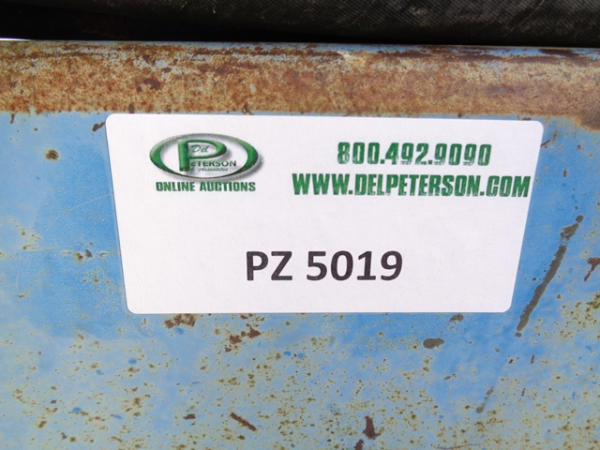 Del
PETERSON
ONLINE AUCTIONS
800.492.9090
WWW.DELPETERSON.COM
PZ 5019